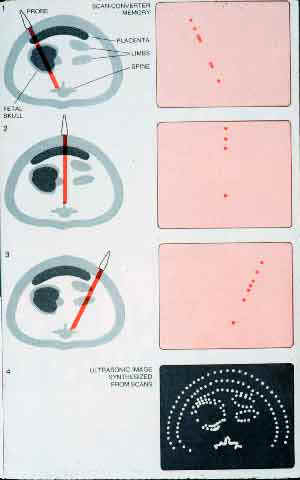 1
PROBE
SCAN-CONVERTER
MEMORY
PLACENTA
LIMBS
SPINE
FETAL
SKULL
2
3
4
ULTRASONIC IMAGE
SYNTHESIZED
FROM SCANS